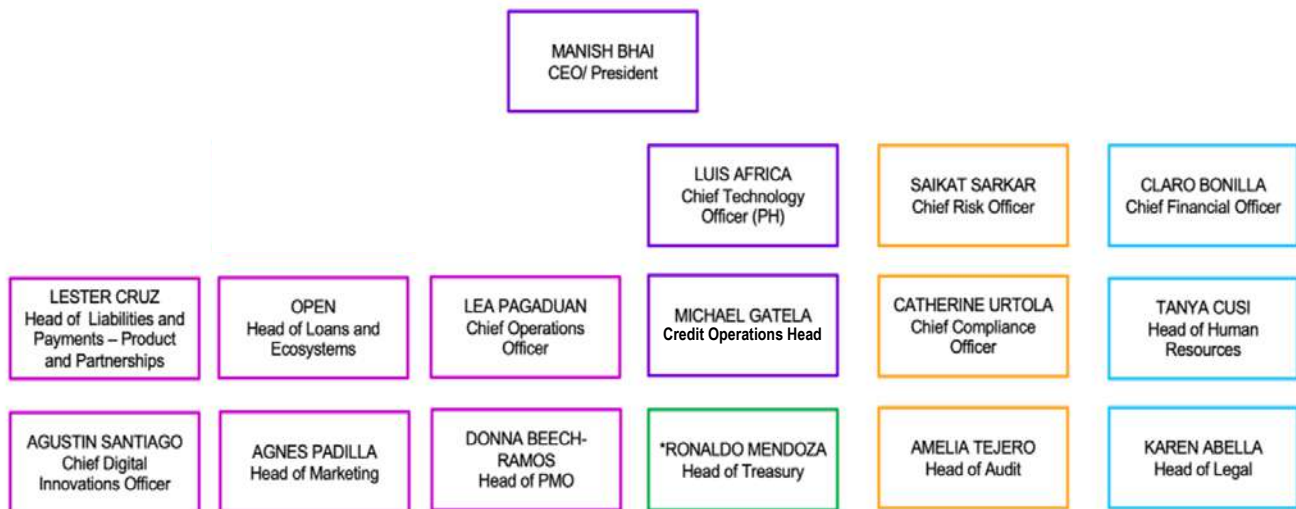 MANISH BHAI
CEO/ President
LUIS AFRICA
Chief Technology
Officer (PH)
SAIKAT SARKAR
Chief Risk Officer
CLARO BONILLA
Chief Financial Officer
LESTER CRUZ
Head of Liabilities and
Payments – Product
and Partnerships
OPEN
Head of Loans and
Ecosystems
LEA PAGADUAN
Chief Operations
Officer
MICHAEL GATELA
Credit Operations Head
CATHERINE URTOLA
Chief Compliance
Officer
TANYA CUSI
Head of Human
Resources
AGUSTIN SANTIAGO
Chief Digital
Innovations Officer
AGNES PADILLA
Head of Marketing
DONNA BEECH-
RAMOS
Head of PMO
*RONALDO MENDOZA
Head of Treasury
AMELIA TEJERO
Head of Audit
KAREN ABELLA
Head of Legal